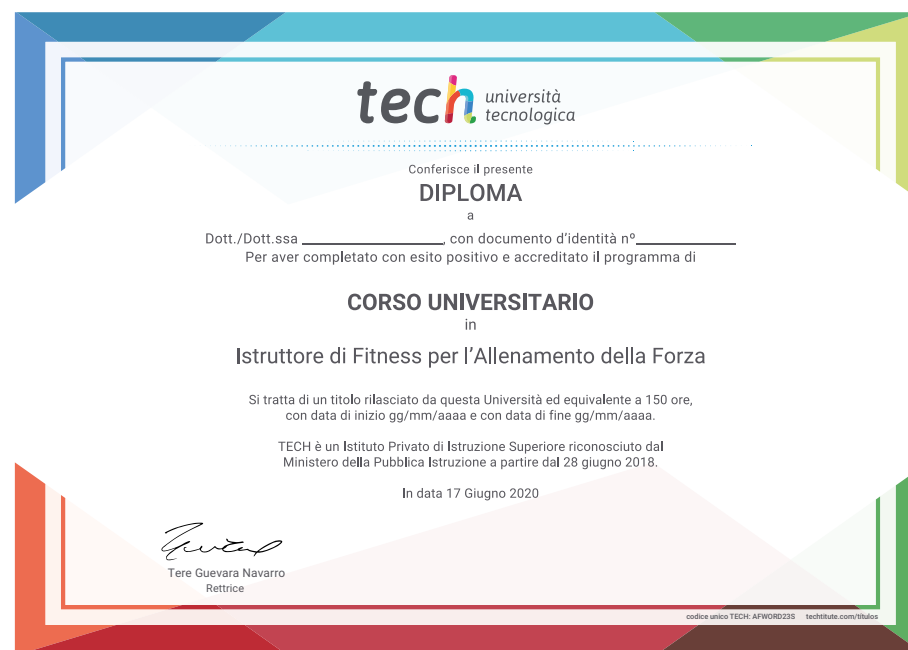 tech università
tecnologica
Conferisce il presente
DIPLOMA
a
Dott./Dott.ssa _________________, con documento d'identità nº____________
Per aver completato con esito positivo e accreditato il programma di
CORSO UNIVERSITARIO
in
Istruttore di Fitness per l'Allenamento della Forza
Si tratta di un titolo rilasciato da questa Università ed equivalente a 150 ore,
con data di inizio gg/mm/aaaa e con data di fine gg/mm/aaaa.
TECH è un Istituto Privato di Istruzione Superiore riconosciuto dal
Ministero della Pubblica Istruzione a partire dal 28 giugno 2018.
In data 17 Giugno 2020
Tere Guevara Navarro
Rettrice
codice unico TECH: AFWORD23S techtitute.com/titulos